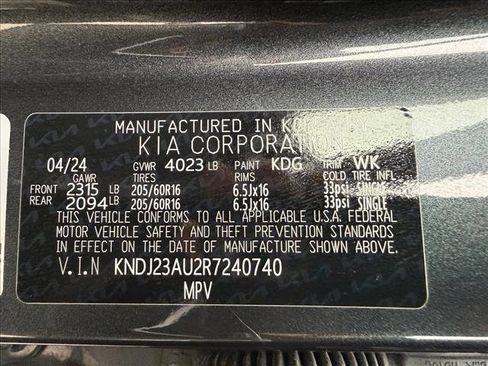 MANUFACTURED IN
KIA CORPORATION
04/24 GVWR 4023 LB PAINT KDG TRIM WK
GAWR TIRES RIMS COLD TIRE INFL.
FRONT 2315 LB 205/60R16 6.5Jx16 33psi SINGLE
REAR 2094 LB 205/60R16 6.5Jx16 33psi SINGLE
THIS VEHICLE CONFORMS TO ALL APPLICABLE U.S.A. FEDERAL
MOTOR VEHICLE SAFETY AND THEFT PREVENTION STANDARDS
IN EFFECT ON THE DATE OF MANUFACTURE SHOWN ABOVE.
V.I.N KNDJ23AU2R7240740
MPV